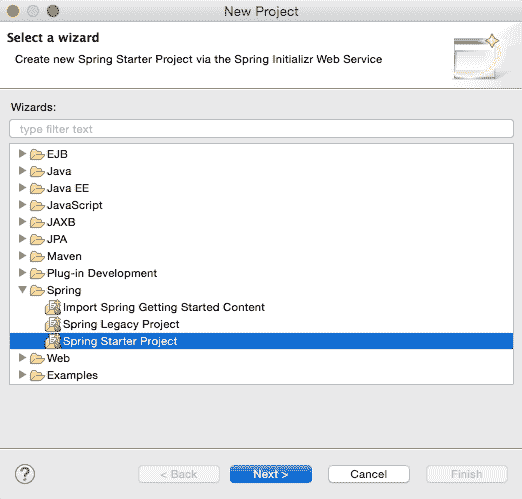 New Project
Select a wizard
Create new Spring Starter Project via the Spring Initializr Web Service
Wizards:
type filter text
EJB
Java
Java EE
JavaScript
JAXB
JPA
Maven
Plug-in Development
Spring
Import Spring Getting Started Content
Spring Legacy Project
Spring Starter Project
Web
Examples
? < Back Next > Cancel Finish